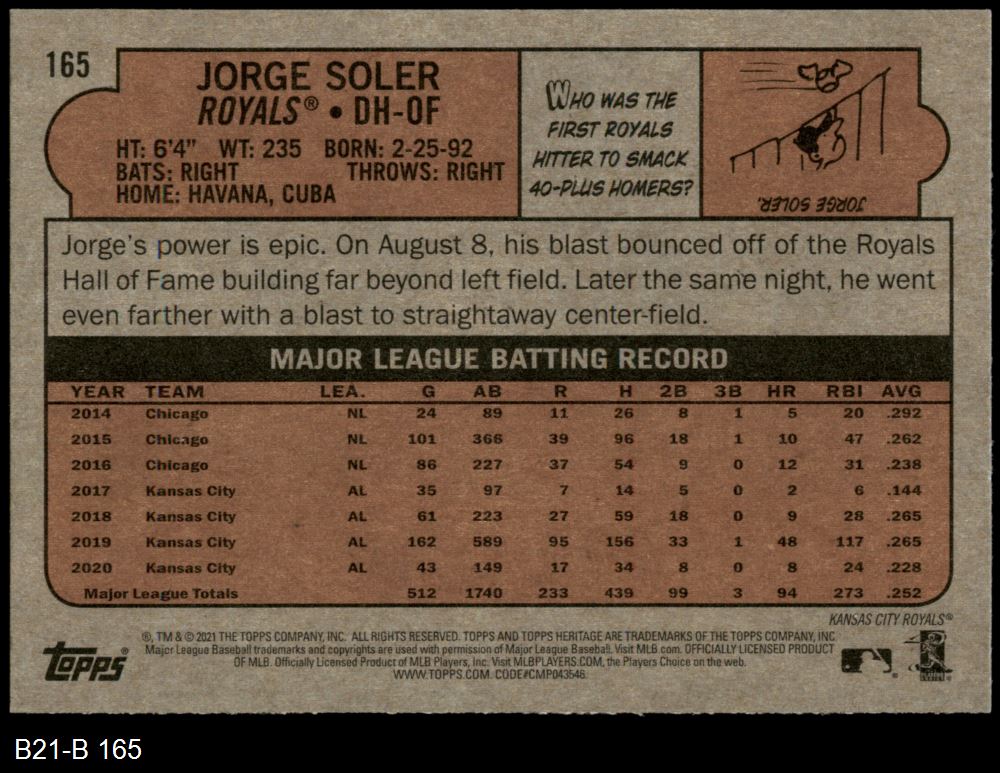 165
JORGE SOLER
ROYALS® • DH-OF
HT: 6'4" WT: 235 BORN: 2-25-92
BATS: RIGHT THROWS: RIGHT
HOME: HAVANA, CUBA
WHO WAS THE
FIRST ROYALS
HITTER TO SMACK
40-PLUS HOMERS?
JORGE SOLER.
Jorge's power is epic. On August 8, his blast bounced off of the Royals
Hall of Fame building far beyond left field. Later the same night, he went
even farther with a blast to straightaway center-field.
MAJOR LEAGUE BATTING RECORD
YEAR TEAM LEA. G AB R H 2B 3B HR RBI AVG
2014 Chicago NL 24 89 11 26 8 1 5 20 .292
2015 Chicago NL 101 366 39 96 18 1 10 47 .262
2016 Chicago NL 86 227 37 54 9 0 12 31 .238
2017 Kansas City AL 35 97 7 14 5 0 2 6 .144
2018 Kansas City AL 61 223 27 59 18 0 9 28 .265
2019 Kansas City AL 162 589 95 156 33 1 48 117 .265
2020 Kansas City AL 43 149 17 34 8 0 8 24 .228
Major League Totals 512 1740 233 439 99 3 94 273 .252
KANSAS CITY ROYALS®
®, TM & © 2021 THE TOPPS COMPANY, INC. ALL RIGHTS RESERVED. TOPPS AND TOPPS HERITAGE ARE TRADEMARKS OF THE TOPPS COMPANY, INC
Major League Baseball trademarks and copyrights are used with permission of Major League Baseball. Visit MLB.com. OFFICIALLY LICENSED PRODUCT
OF MLB. Officially Licensed Product of MLB Players, Inc. Visit MLBPLAYERS.COM, the Players Choice on the web.
WWW.TOPPS.COM. CODE#CMP043546
topps®
B21-B 165